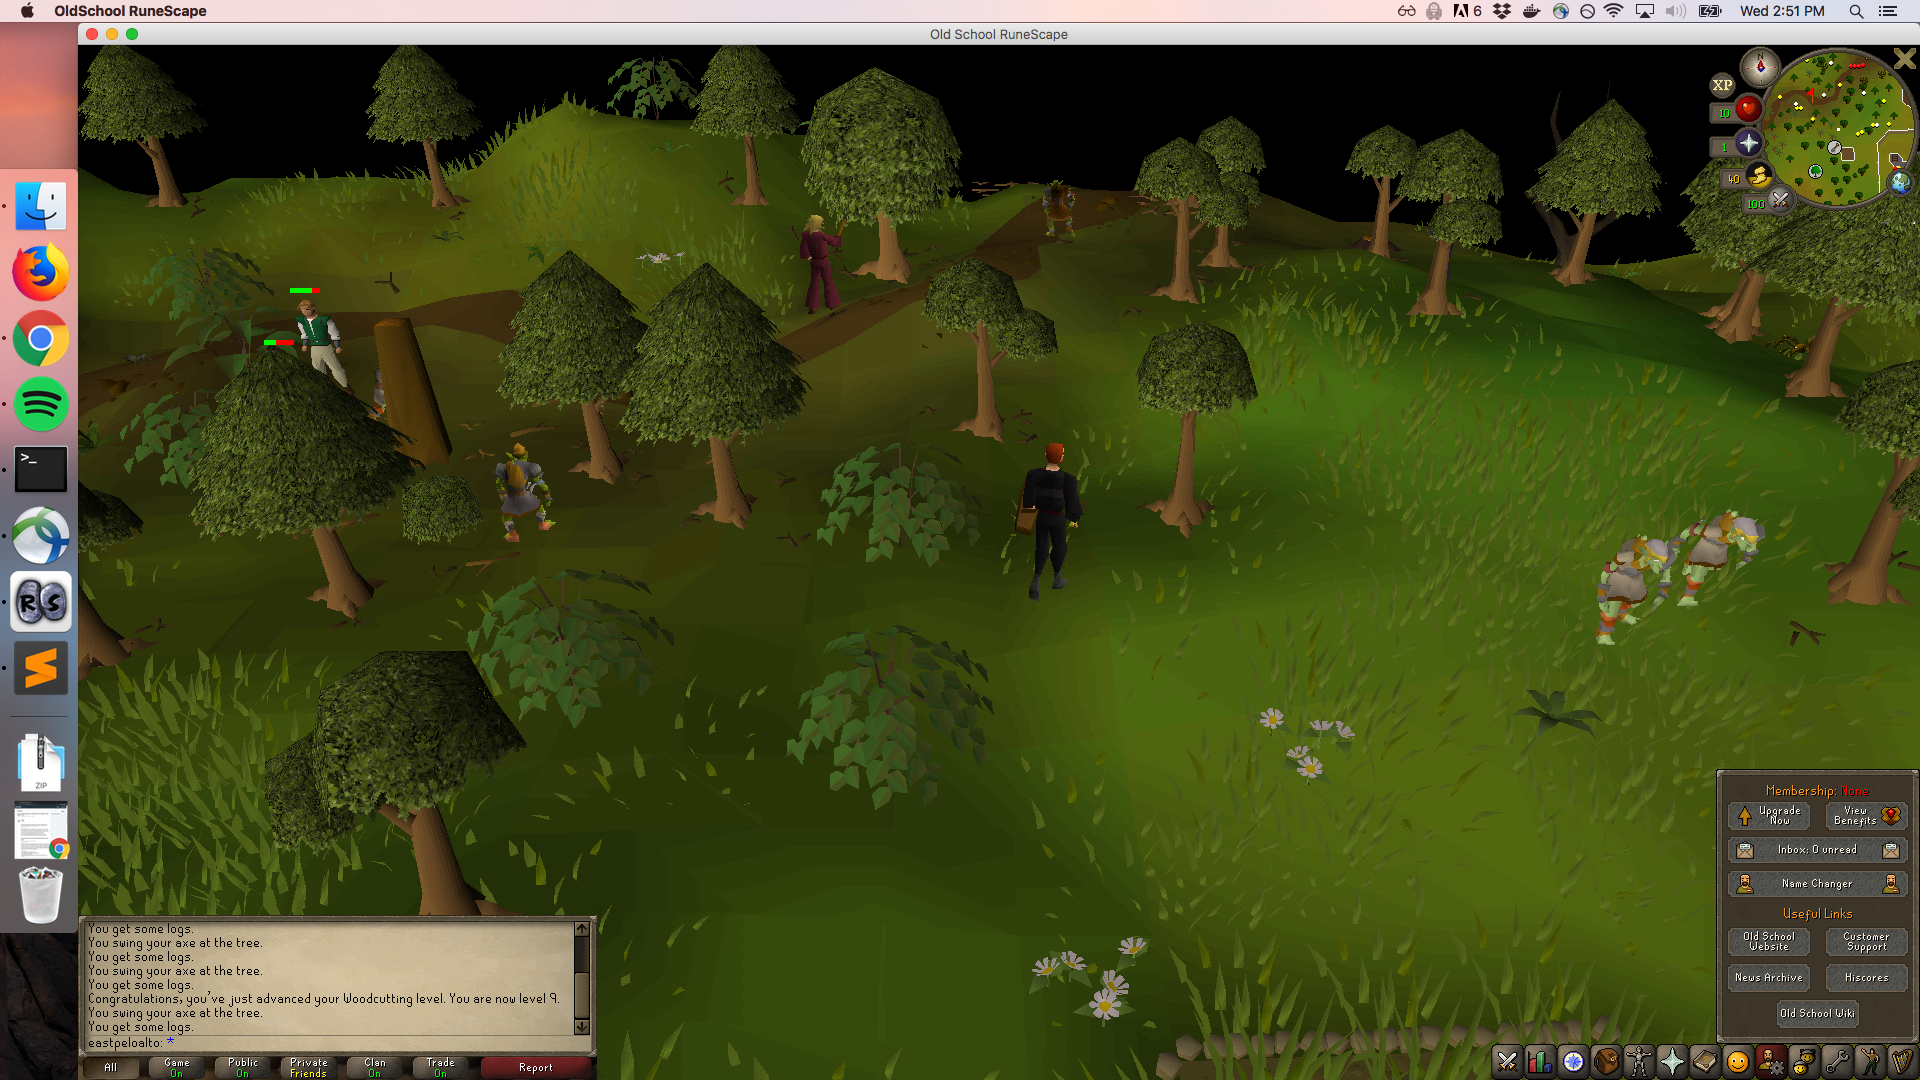 OldSchool RuneScape
6
Wed 2:51 PM
Old School RuneScape
N
XP
10
1
40
100
>_
RS
ZIP
Membership: None
Upgrade Now
View Benefits
Inbox: 0 unread
Name Changer
Useful Links
Old School Website
Customer Support
News Archive
Hiscores
Old School Wiki
You get some logs.
You swing your axe at the tree.
You get some logs.
You swing your axe at the tree.
You get some logs.
Congratulations, you've just advanced your Woodcutting level. You are now level 9.
You swing your axe at the tree.
You get some logs.
eastpeloalto: *
All
Game On
Public On
Private Friends
Clan On
Trade On
Report